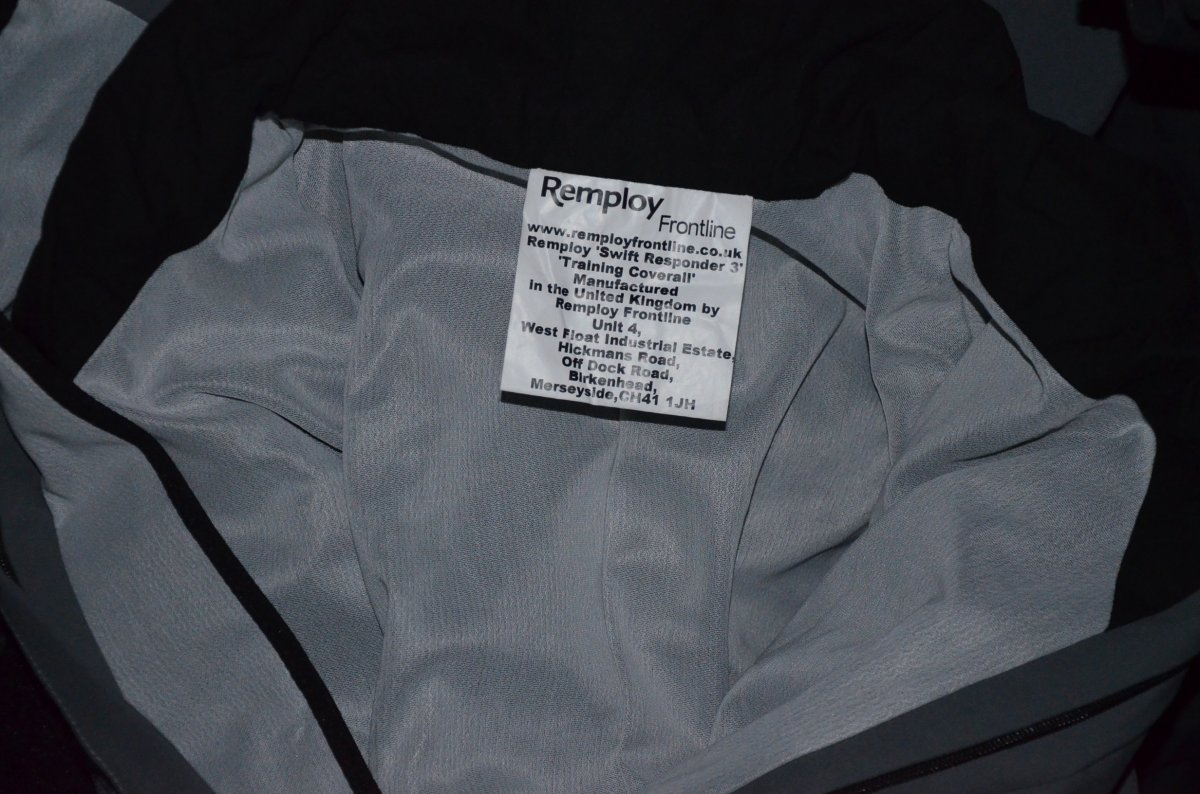 Remploy
Frontline
www.remployfrontline.co.uk
Remploy 'Swift Responder 3'
'Training Coverall'
Manufactured
in the United Kingdom by
Remploy Frontline
Unit 4,
West Float Industrial Estate,
Hickmans Road,
Off Dock Road,
Birkenhead,
Merseyside,CH41 1JH